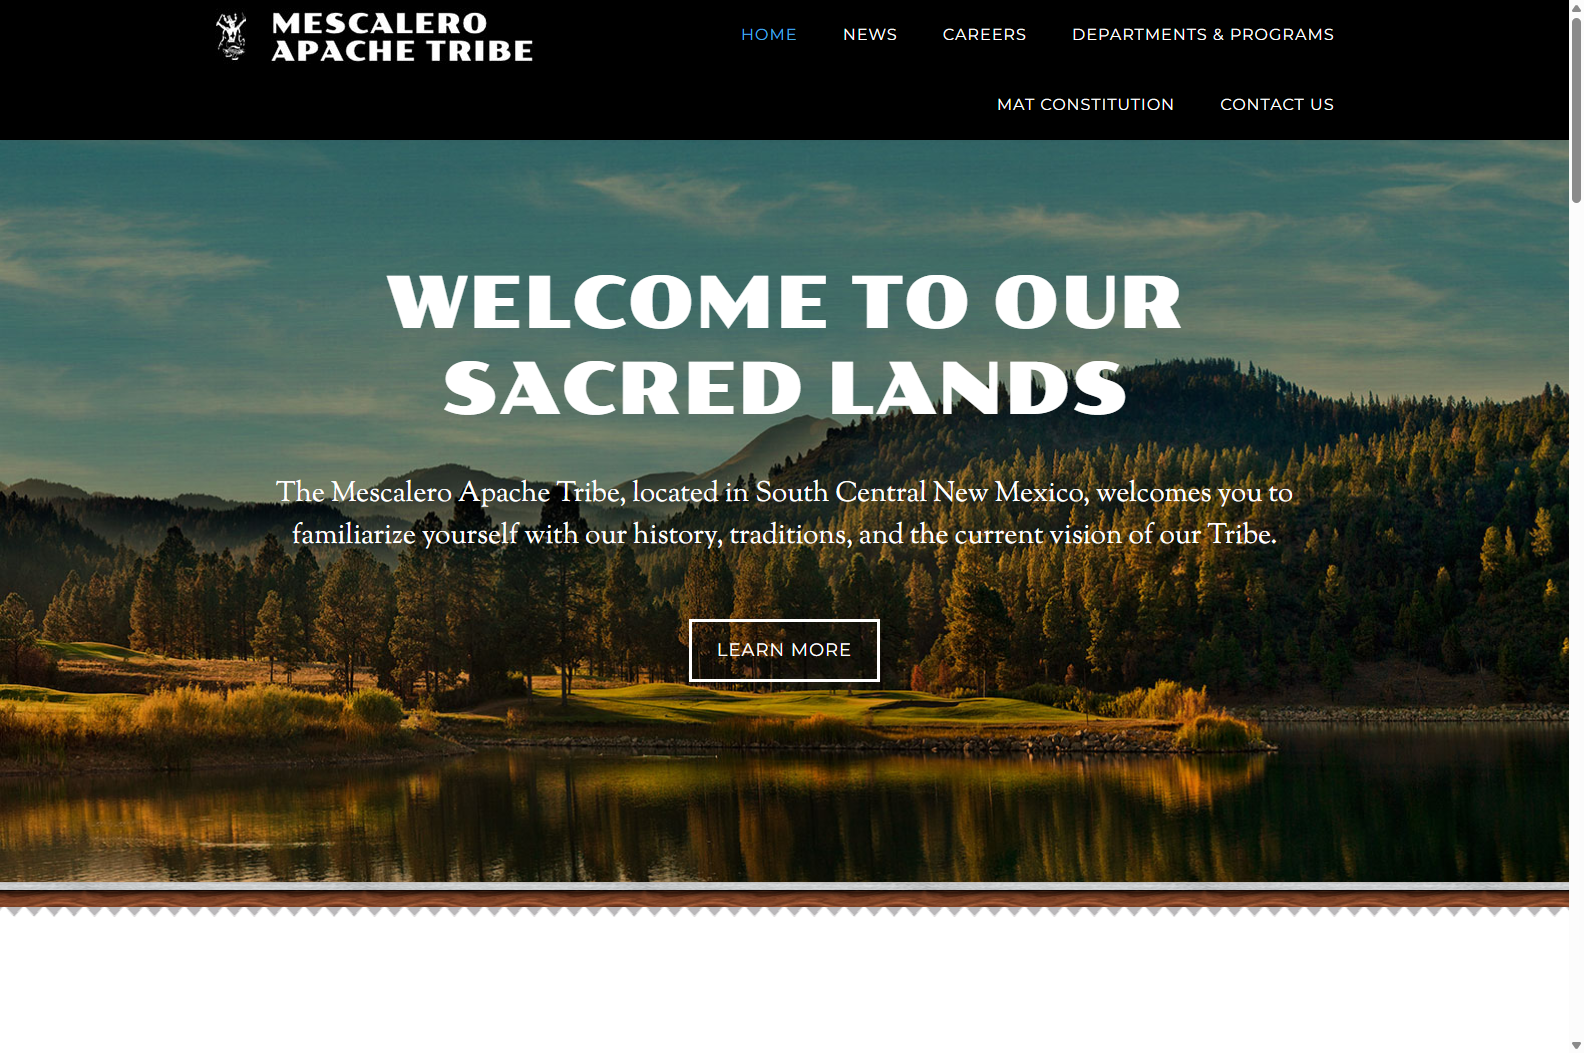 MESCALERO
APACHE TRIBE
HOME NEWS CAREERS DEPARTMENTS & PROGRAMS
MAT CONSTITUTION CONTACT US
WELCOME TO OUR
SACRED LANDS
The Mescalero Apache Tribe, located in South Central New Mexico, welcomes you to
familiarize yourself with our history, traditions, and the current vision of our Tribe.
LEARN MORE